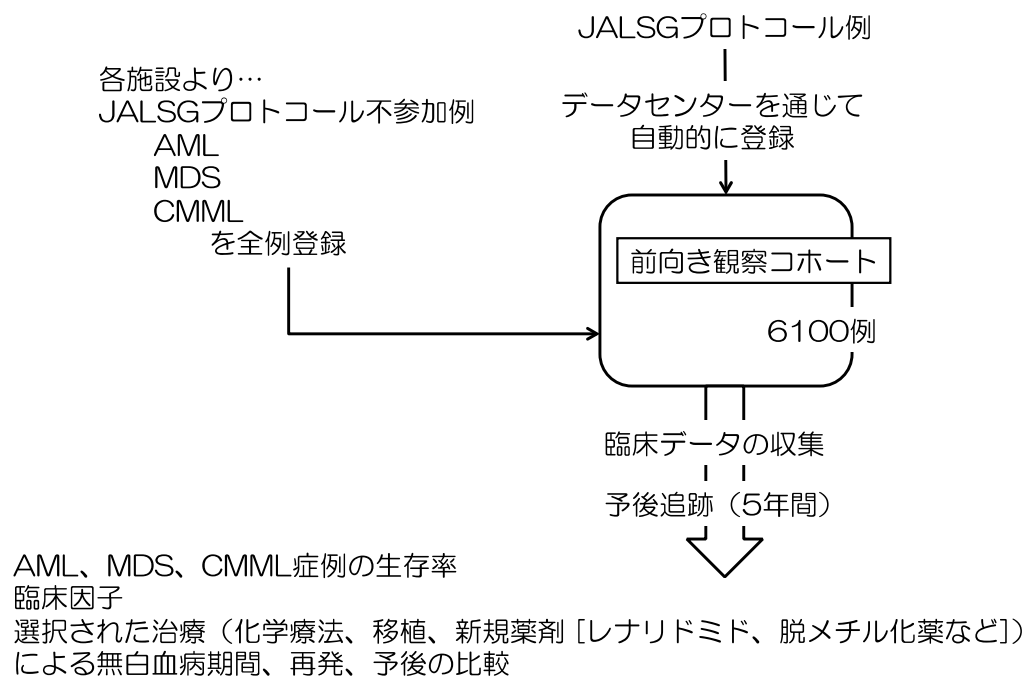 JALSGプロトコール例
各施設より…
JALSGプロトコール不参加例
AML
MDS
CMML
を全例登録
データセンターを通じて
自動的に登録
前向き観察コホート
6100例
臨床データの収集
予後追跡（5年間）
AML、MDS、CMML症例の生存率
臨床因子
選択された治療（化学療法、移植、新規薬剤［レナリドミド、脱メチル化薬など］）
による無白血病期間、再発、予後の比較